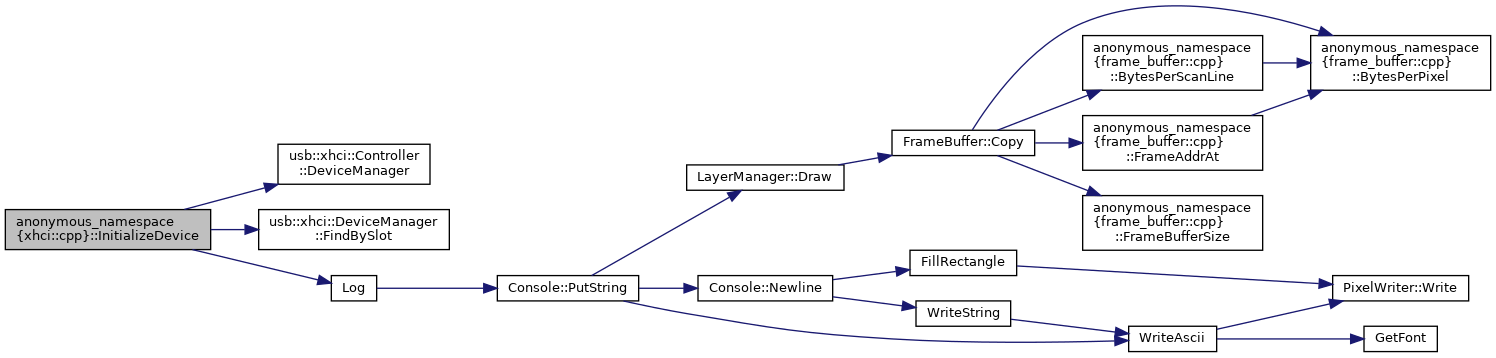 anonymous_namespace
{xhci::cpp}::InitializeDevice
usb::xhci::Controller
::DeviceManager
usb::xhci::DeviceManager
::FindBySlot
Log
Console::PutString
LayerManager::Draw
Console::Newline
FrameBuffer::Copy
FillRectangle
WriteString
anonymous_namespace
{frame_buffer::cpp}
::BytesPerScanLine
anonymous_namespace
{frame_buffer::cpp}
::FrameAddrAt
anonymous_namespace
{frame_buffer::cpp}
::FrameBufferSize
WriteAscii
anonymous_namespace
{frame_buffer::cpp}
::BytesPerPixel
PixelWriter::Write
GetFont